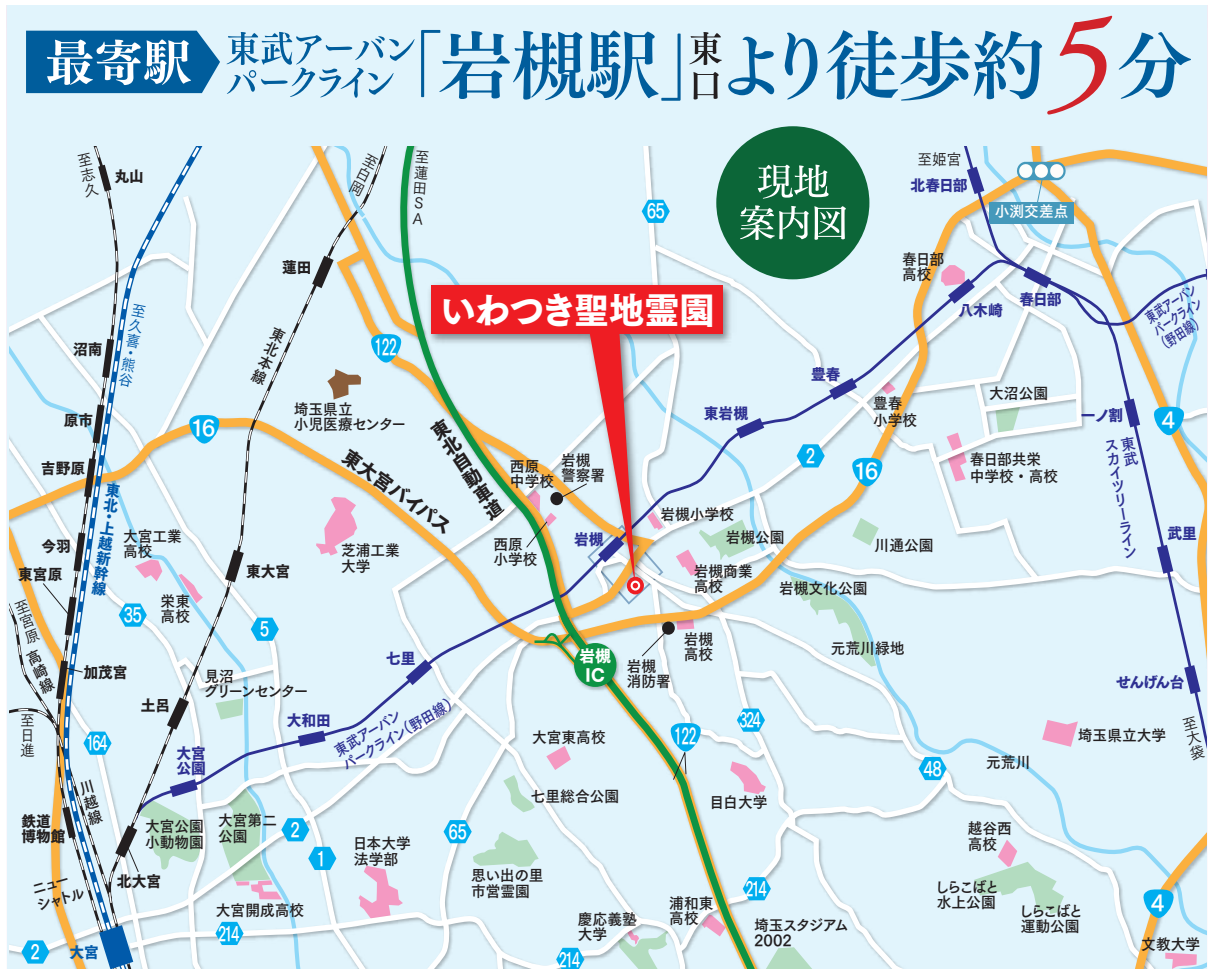 最寄駅
東武アーバン
パークライン
「岩槻駅」
東口
より徒歩約5分
現地
案内図
いわつき聖地霊園
至志久
丸山
至白岡
至蓮田SA
65
至姫宮
北春日部
小渕交差点
春日部
高校
八木崎
春日部
東武アーバン
パークライン
(野田線)
蓮田
至久喜・熊谷
沼南
東北本線
122
原市
埼玉県立
小児医療センター
16
吉野原
東大宮バイパス
東北自動車道
東岩槻
豊春
豊春
小学校
大沼公園
一ノ割
4
東武
スカイツリーライン
春日部共栄
中学校・高校
2
16
西原
中学校
岩槻
警察署
東北・上越新幹線
大宮工業
高校
芝浦工業
大学
西原
小学校
岩槻
岩槻小学校
岩槻公園
川通公園
武里
今羽
東宮原
栄東
高校
東大宮
岩槻商業
高校
岩槻文化公園
至宮原
高崎線
35
5
元荒川緑地
岩槻
高校
岩槻
消防署
岩槻
IC
加茂宮
七里
せんげん台
見沼
グリーンセンター
土呂
至日進
大和田
東武アーバン
パークライン(野田線)
164
大宮
公園
大宮東高校
122
324
埼玉県立大学
至大袋
48
元荒川
川越線
七里総合公園
目白大学
鉄道
博物館
大宮公園
小動物園
大宮第二
公園
2
1
日本大学
法学部
65
思い出の里
市営霊園
越谷西
高校
ニュー
シャトル
北大宮
大宮開成高校
214
214
しらこばと
水上公園
しらこばと
運動公園
4
浦和東
高校
慶応義塾
大学
埼玉スタジアム
2002
2
大宮
214
文教大学